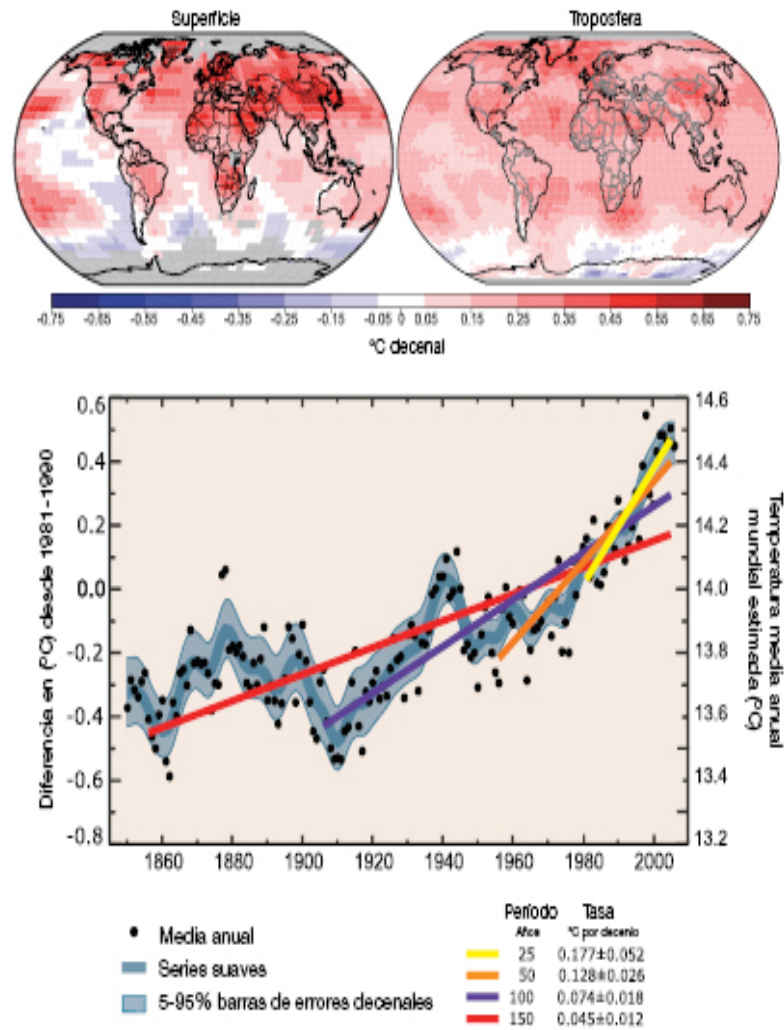 Superficie Troposfera
-0.75 -0.65 -0.45 -0.35 -0.25 -0.15 -0.05 0 0.05 0.15 0.25 0.35 0.45 0.55 0.65 0.75
ºC decenal
Diferencia en (ºC) desde 1981-1990
0.6
0.4
0.2
0.0
-0.2
-0.4
-0.6
-0.8
14.6
14.4
14.2
14.0
13.8
13.6
13.4
13.2
Temperatura media anual
mundial estimada (ºC)
1860 1880 1900 1920 1940 1960 1980 2000
Media anual
Series suaves
5-95% barras de errores decenales
Período Tasa
Años ºC por decenio
25 0.177±0.052
50 0.128±0.026
100 0.074±0.018
150 0.045±0.012